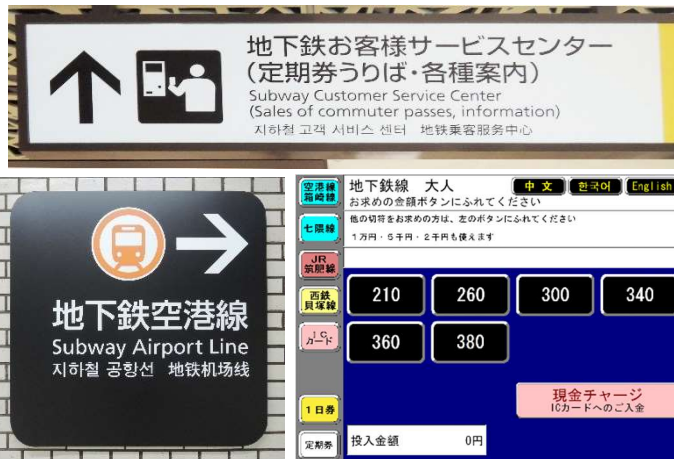 地下鉄お客様サービスセンター
(定期券うりば・各種案内)
Subway Customer Service Center
(Sales of commuter passes, information)
지하철 고객 서비스 센터 地铁乘客服务中心
地下鉄空港線
Subway Airport Line
지하철 공항선 地铁机场线
空港線
箱崎線
地下鉄線 大人
中文 한국어 English
お求めの金額ボタンにふれてください
七隈線
他の切符をお求めの方は、左のボタンにふれてください
1万円・5千円・2千円も使えます
JR
筑肥線
西鉄
貝塚線
210 260 300 340
ICカード
360 380
現金チャージ
ICカードへのご入金
1日券
定期券
投入金額 0円